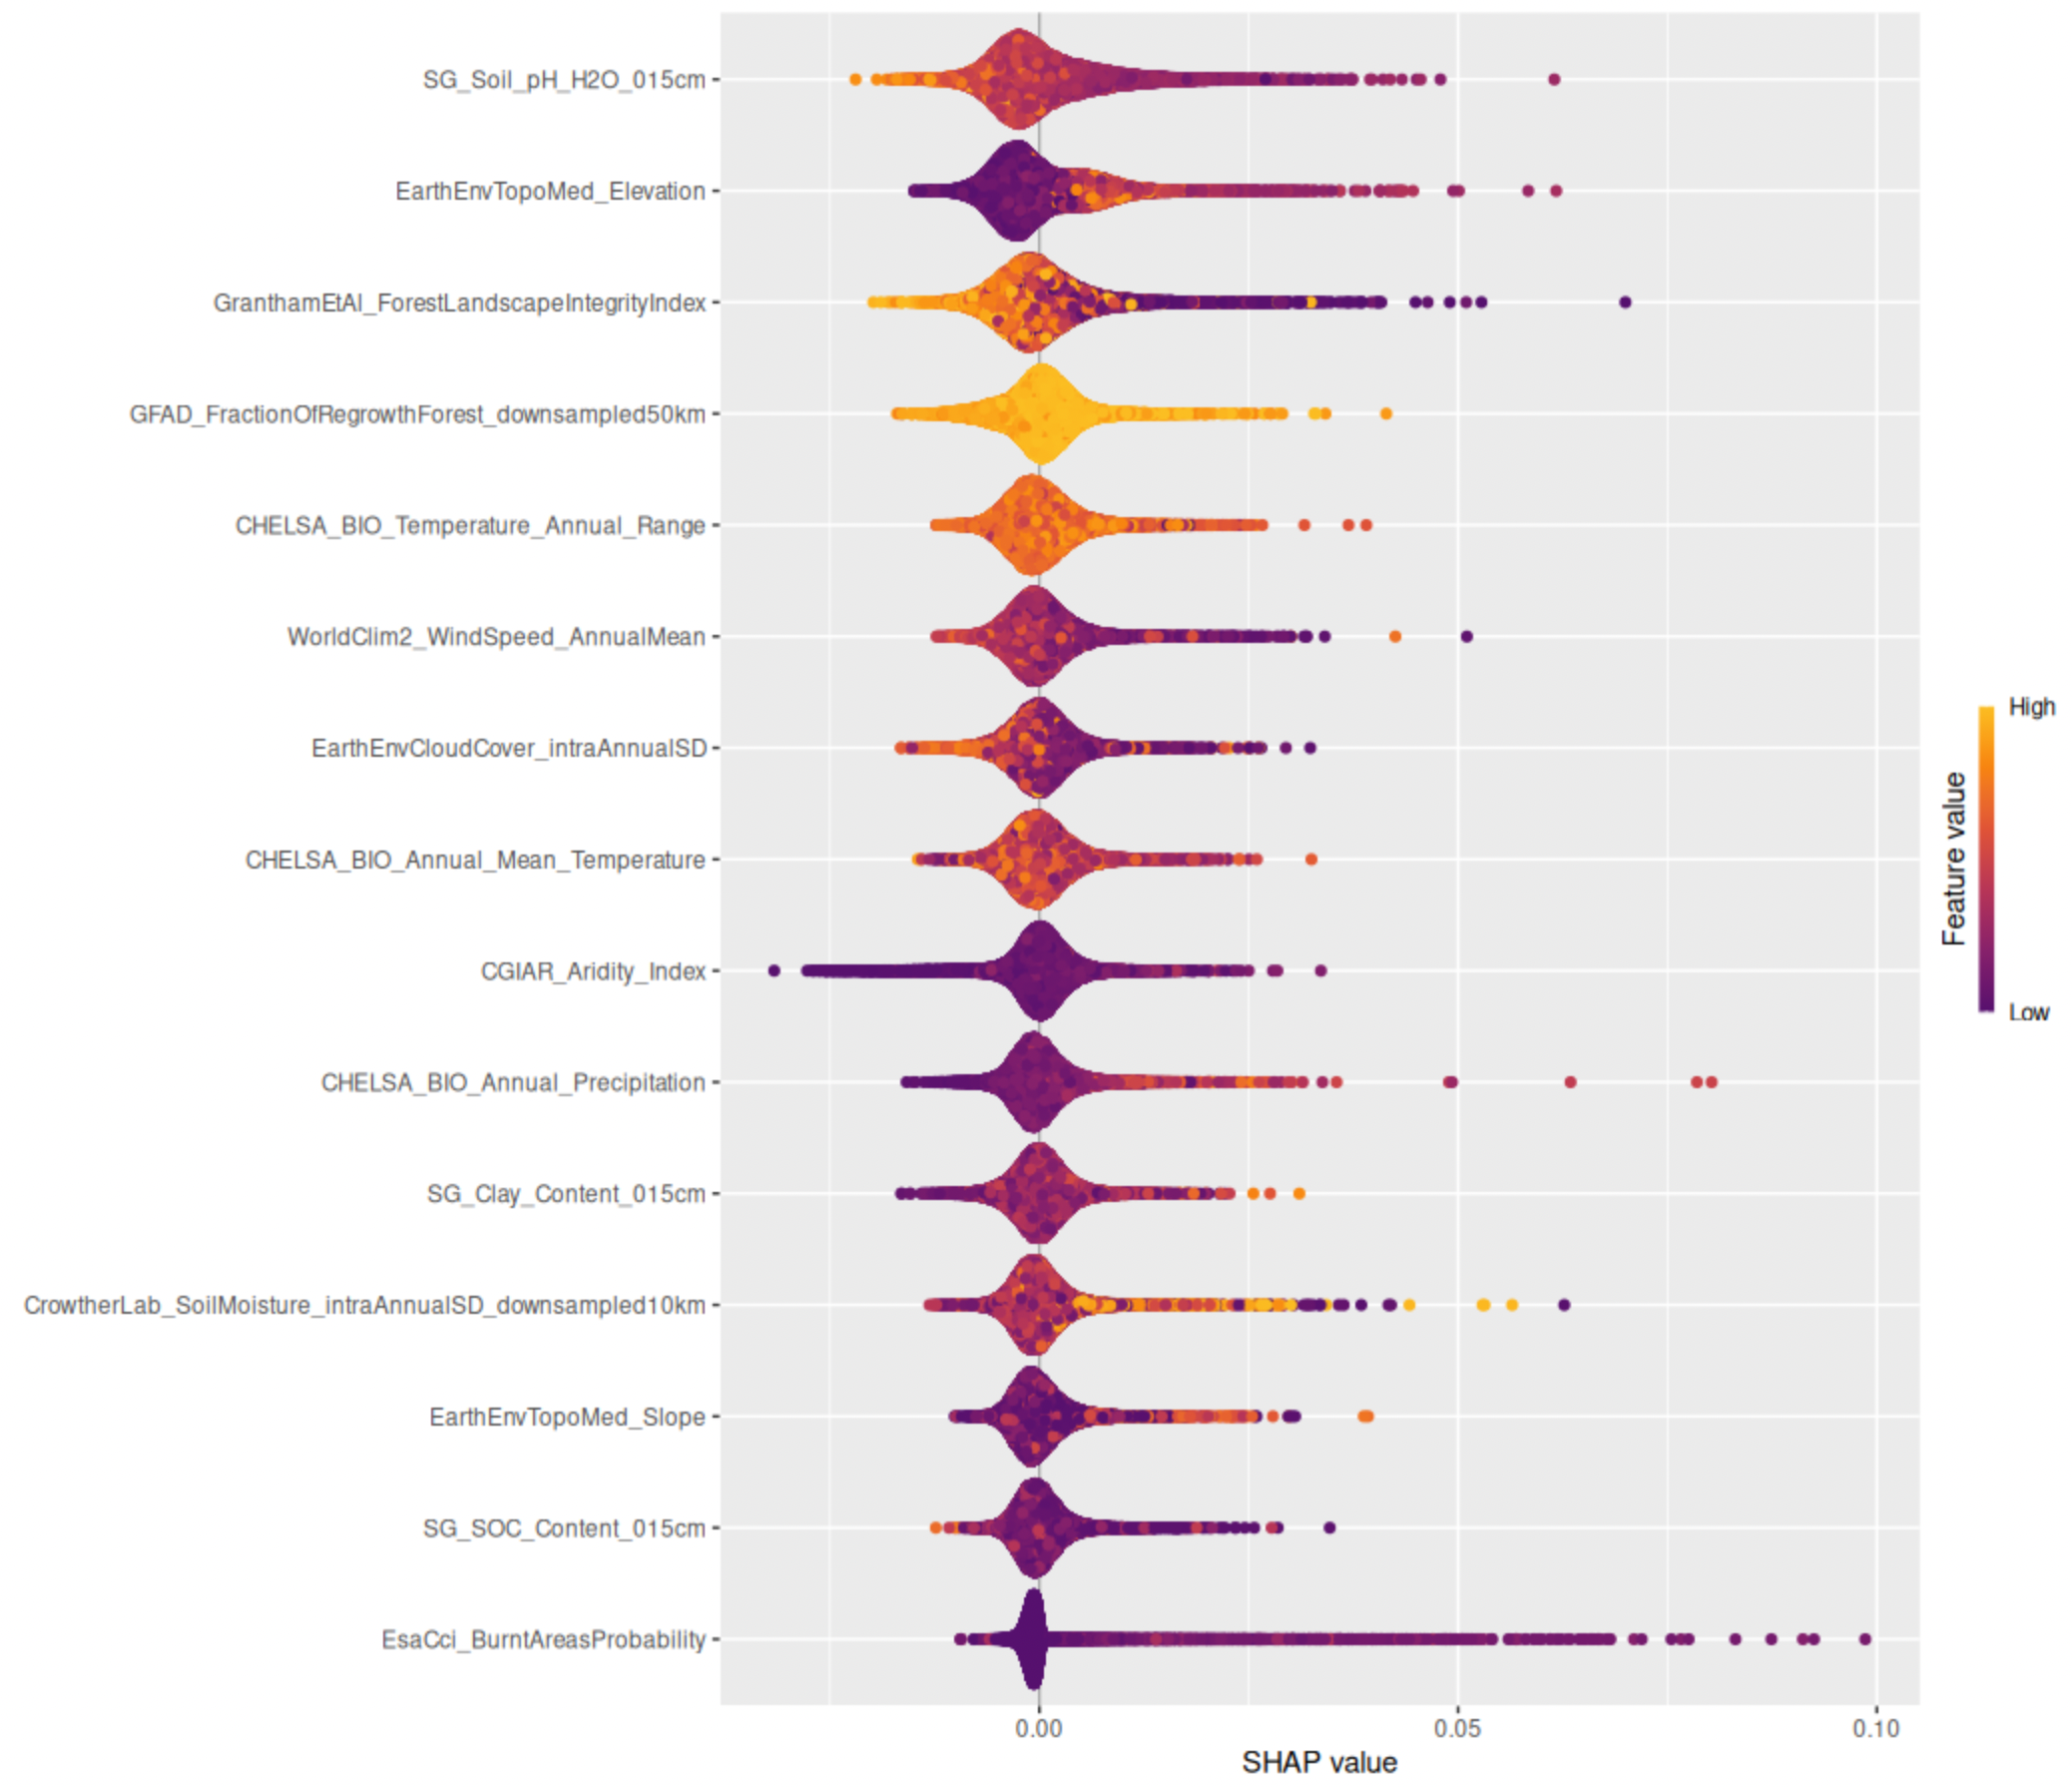 SG_Soil_pH_H2O_015cm
EarthEnvTopoMed_Elevation
GranthamEtAl_ForestLandscapeIntegrityIndex
GFAD_FractionOfRegrowthForest_downsampled50km
CHELSA_BIO_Temperature_Annual_Range
WorldClim2_WindSpeed_AnnualMean
EarthEnvCloudCover_intraAnnualSD
CHELSA_BIO_Annual_Mean_Temperature
CGIAR_Aridity_Index
CHELSA_BIO_Annual_Precipitation
SG_Clay_Content_015cm
CrowtherLab_SoilMoisture_intraAnnualSD_downsampled10km
EarthEnvTopoMed_Slope
SG_SOC_Content_015cm
EsaCci_BurntAreasProbability
0.00 0.05 0.10
SHAP value
Feature value
High
Low